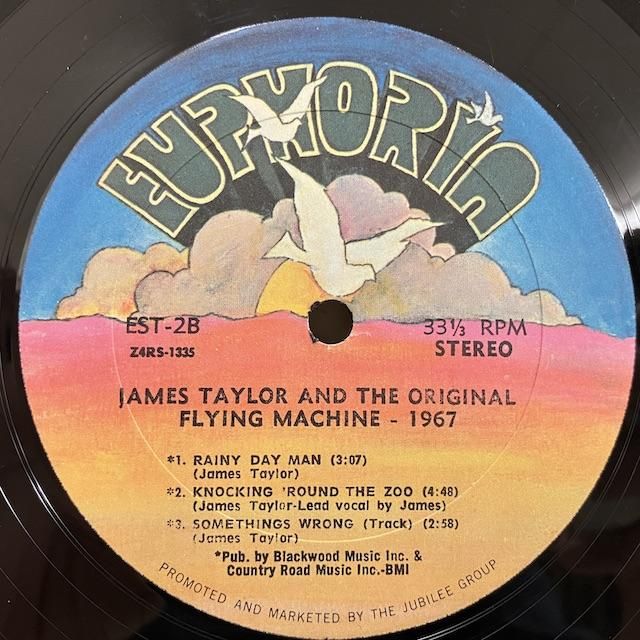 EUPHORIA
EST-2B
Z4RS-1335
33⅓ RPM
STEREO
JAMES TAYLOR AND THE ORIGINAL
FLYING MACHINE - 1967
*1. RAINY DAY MAN (3:07)
(James Taylor)
*2. KNOCKING 'ROUND THE ZOO (4:48)
(James Taylor-Lead vocal by James)
*3. SOMETHINGS WRONG (Track) (2:58)
(James Taylor)
*Pub. by Blackwood Music Inc. &
Country Road Music Inc.-BMI
PROMOTED AND MARKETED BY THE JUBILEE GROUP